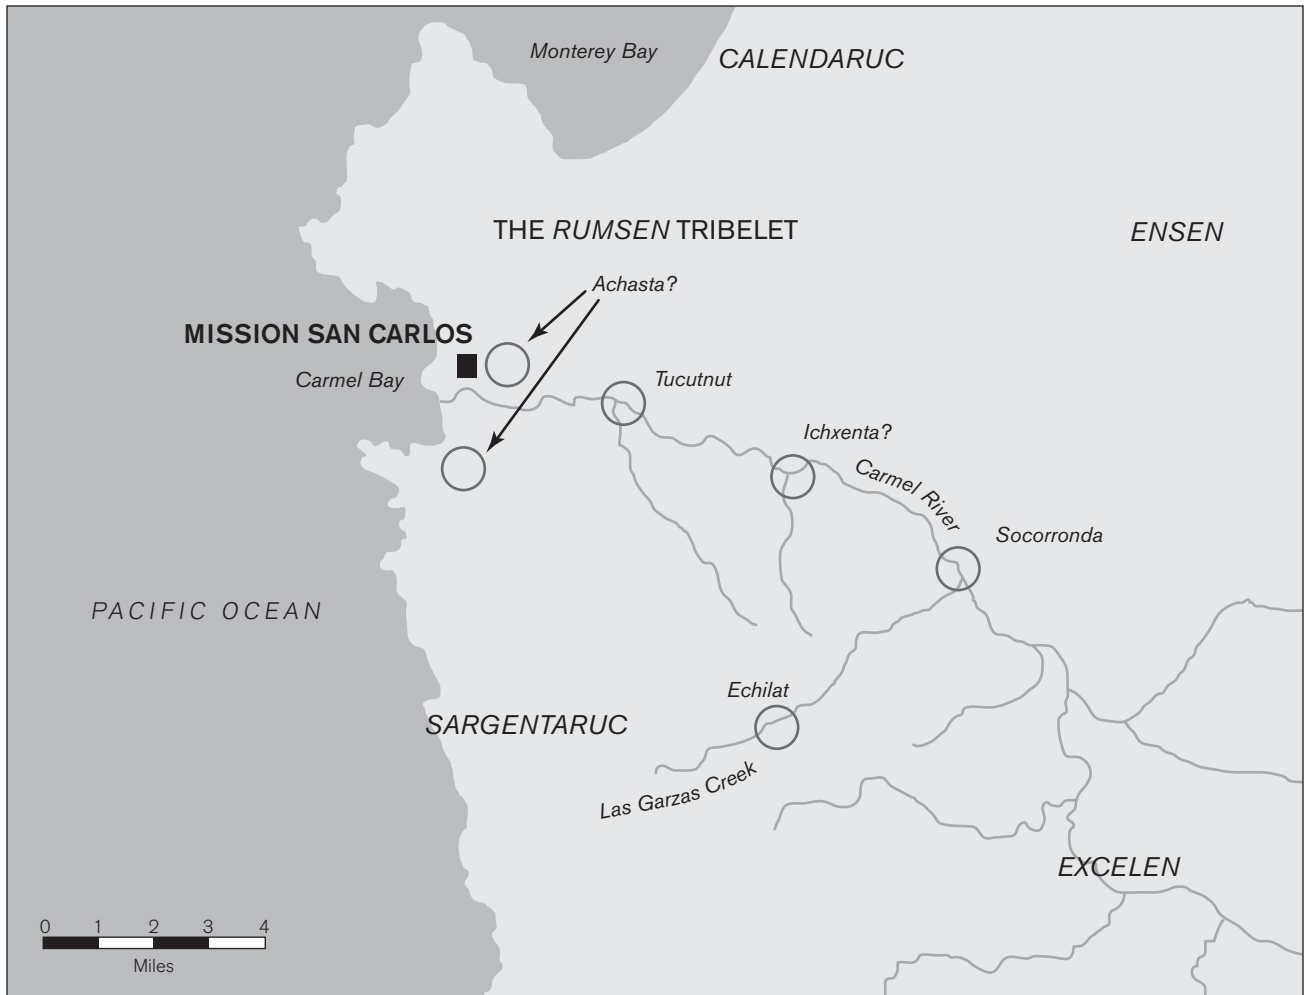 Monterey Bay
CALENDARUC
THE RUMSEN TRIBELET
ENSEN
Achasta?
MISSION SAN CARLOS
Carmel Bay
Tucutnut
Ichxenta?
Carmel River
Socorronda
PACIFIC OCEAN
Echilat
SARGENTARUC
Las Garzas Creek
EXCELEN
0 1 2 3 4
Miles